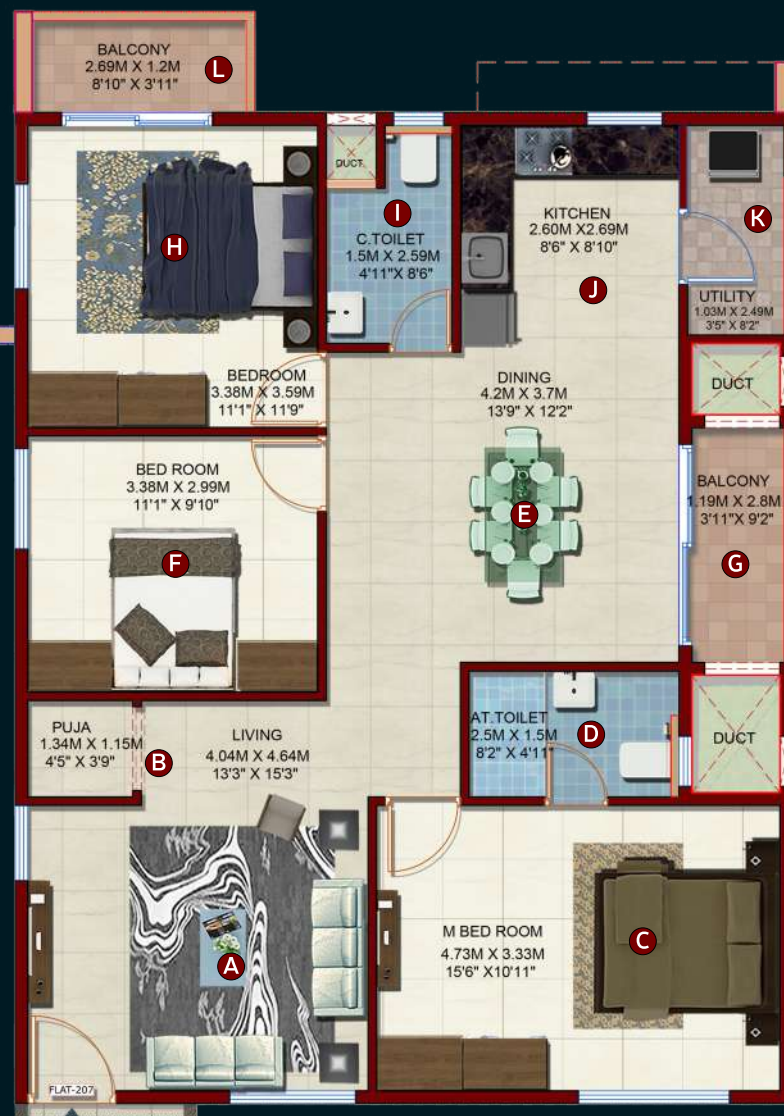 BALCONY
2.69M X 1.2M
8'10" X 3'11"
L
DUCT
I
C.TOILET
1.5M X 2.59M
4'11"X 8'6"
KITCHEN
2.60M X2.69M
8'6" X 8'10"
J
K
UTILITY
1.03M X 2.49M
3'5" X 8'2"
H
BEDROOM
3.38M X 3.59M
11'1" X 11'9"
DINING
4.2M X 3.7M
13'9" X 12'2"
E
DUCT
BED ROOM
3.38M X 2.99M
11'1" X 9'10"
F
BALCONY
1.19M X 2.8M
3'11"X 9'2"
G
PUJA
1.34M X 1.15M
4'5" X 3'9"
B
LIVING
4.04M X 4.64M
13'3" X 15'3"
AT.TOILET
2.5M X 1.5M
8'2" X 4'11"
D
DUCT
A
M BED ROOM
4.73M X 3.33M
15'6" X10'11"
C
FLAT-207